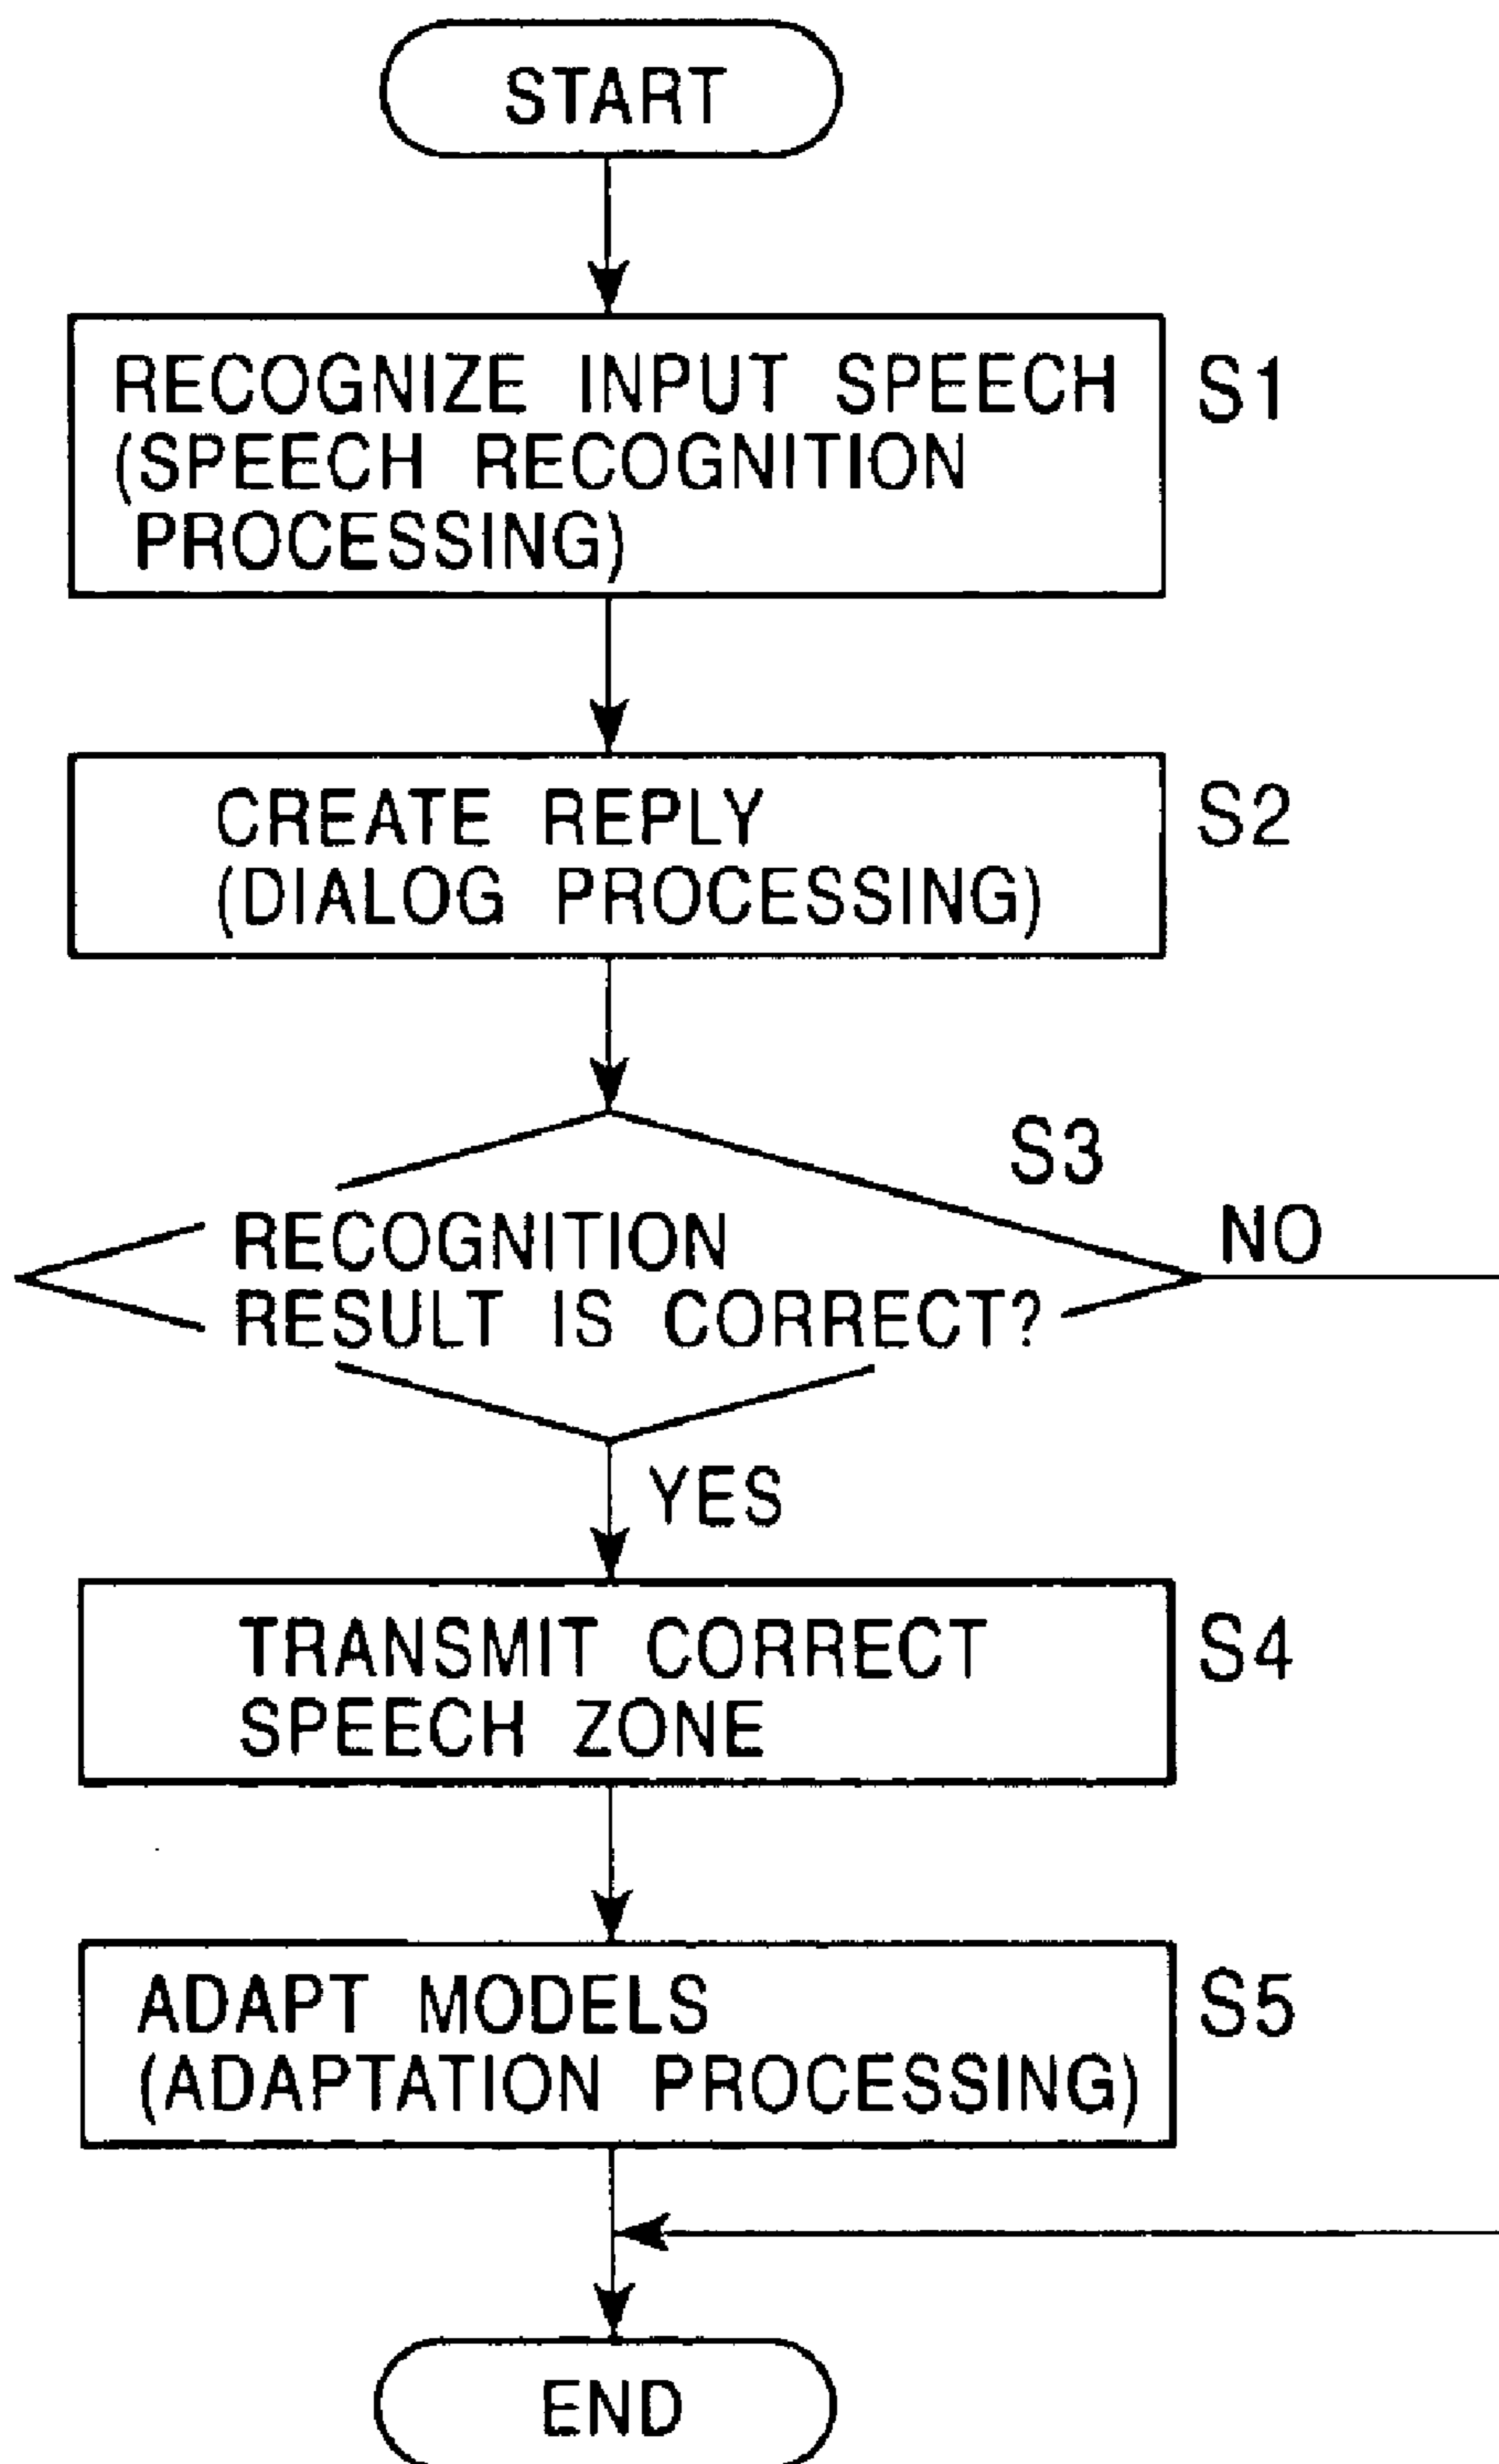 START
RECOGNIZE INPUT SPEECH
(SPEECH RECOGNITION
PROCESSING)
S1
CREATE REPLY
(DIALOG PROCESSING)
S2
S3
RECOGNITION
RESULT IS CORRECT?
NO
YES
TRANSMIT CORRECT
SPEECH ZONE
S4
ADAPT MODELS
(ADAPTATION PROCESSING)
S5
END